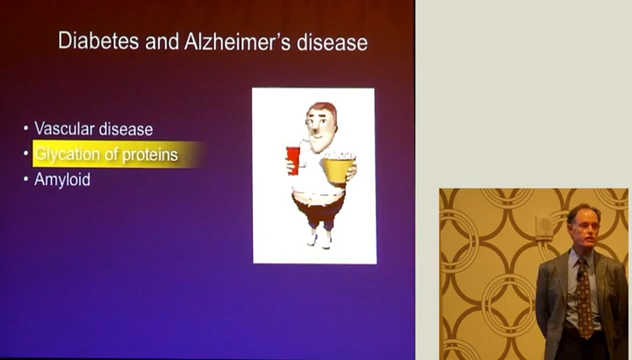 Diabetes and Alzheimer's disease
• Vascular disease
• Glycation of proteins
• Amyloid